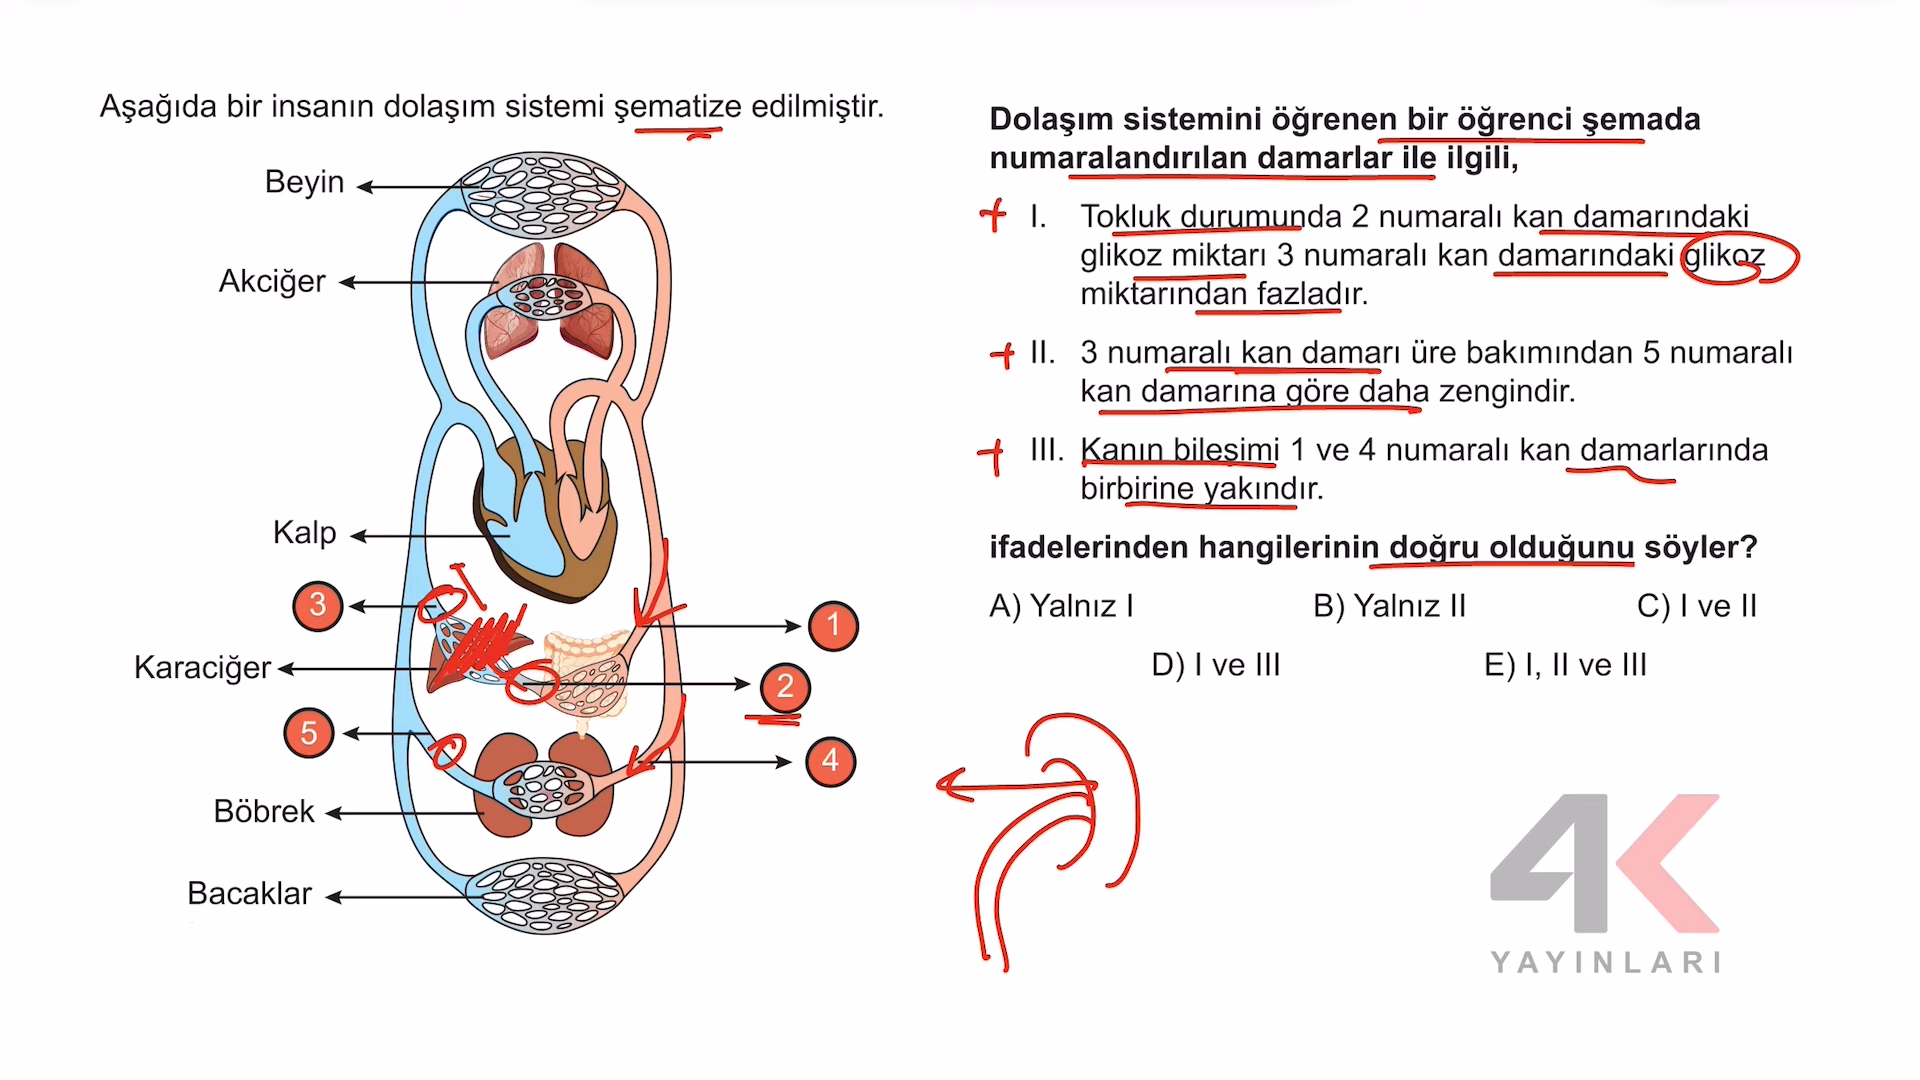 Aşağıda bir insanın dolaşım sistemi şematize edilmiştir.
Beyin
Akciğer
Kalp
3
1
Karaciğer
2
5
4
Böbrek
Bacaklar
Dolaşım sistemini öğrenen bir öğrenci şemada
numaralandırılan damarlar ile ilgili,
+ I. Tokluk durumunda 2 numaralı kan damarındaki
glikoz miktarı 3 numaralı kan damarındaki glikoz
miktarından fazladır.
+ II. 3 numaralı kan damarı üre bakımından 5 numaralı
kan damarına göre daha zengindir.
+ III. Kanın bileşimi 1 ve 4 numaralı kan damarlarında
birbirine yakındır.
ifadelerinden hangilerinin doğru olduğunu söyler?
A) Yalnız I B) Yalnız II C) I ve II
D) I ve III E) I, II ve III
4K
YAYINLARI